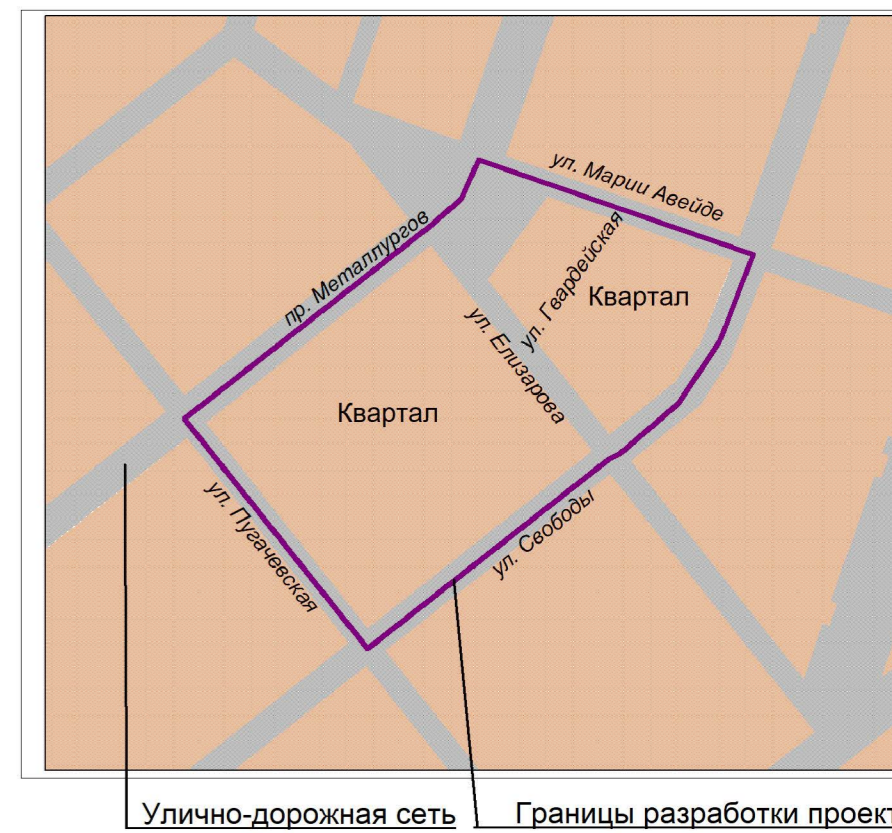 ул. Марии Авейде
пр. Металлургов
ул. Гвардейская
Квартал
ул. Елизарова
Квартал
ул. Пугачевская
ул. Свободы
Улично-дорожная сеть
Границы разработки проект